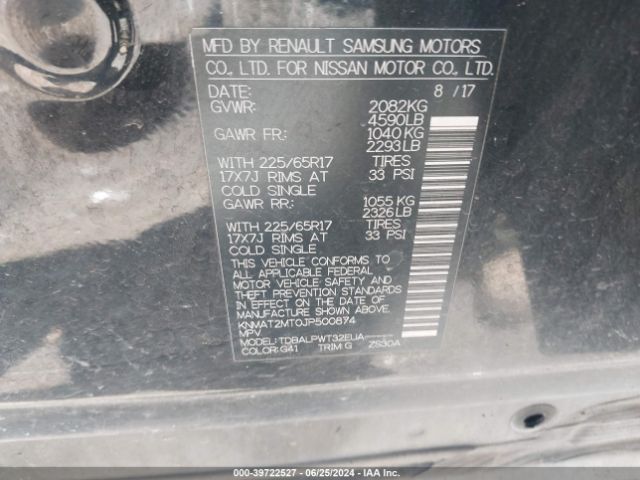 MFD BY RENAULT SAMSUNG MOTORS
CO., LTD. FOR NISSAN MOTOR CO., LTD.
DATE: 8 /17
GVWR: 2082KG
4590LB
GAWR FR: 1040KG
2293LB
WITH 225/65R17 TIRES
17X7J RIMS AT 33 PSI
COLD SINGLE
GAWR RR: 1055 KG
2326LB
WITH 225/65R17 TIRES
17X7J RIMS AT 33 PSI
COLD SINGLE
THIS VEHICLE CONFORMS TO
ALL APPLICABLE FEDERAL
MOTOR VEHICLE SAFETY AND
THEFT PREVENTION STANDARDS
IN EFFECT ON THE DATE OF
MANUFACTURE SHOWN ABOVE.
KNMAT2MT0JP500874
MPV
MODEL: TDBALPWT32EUA------
COLOR: G41 TRIM G ZS30A
000-39722527 - 06/25/2024 - IAA Inc.